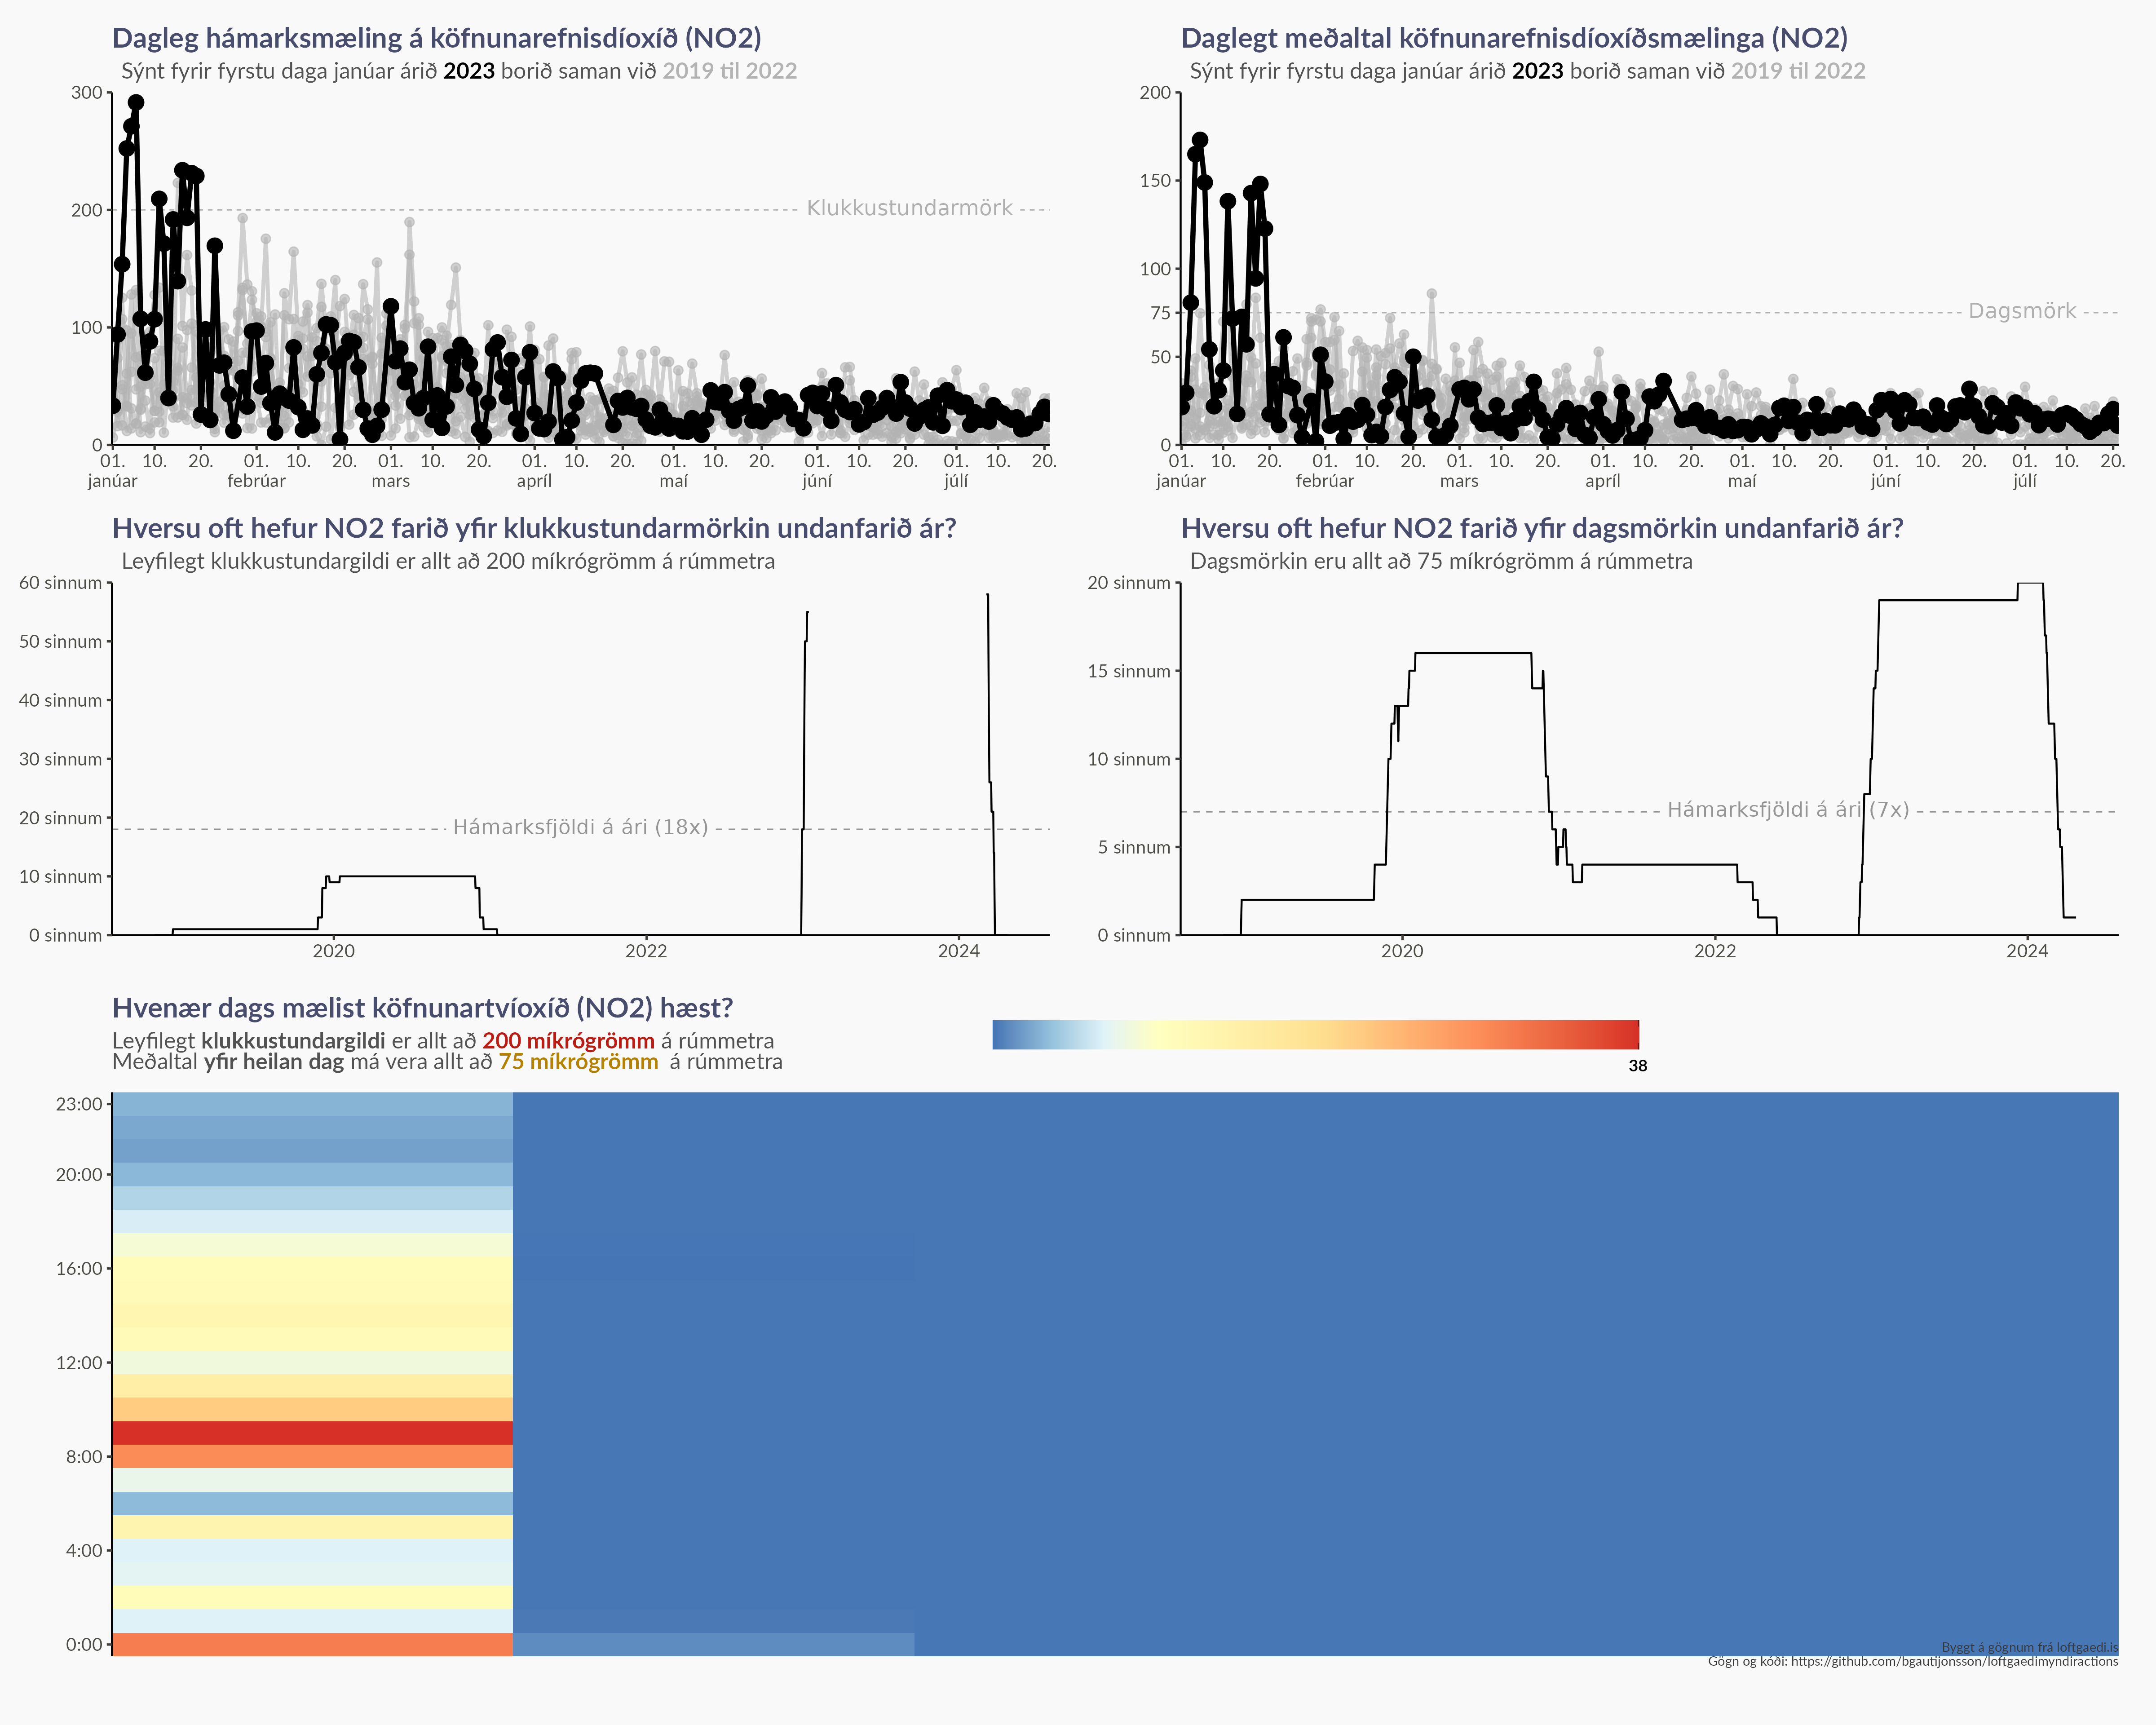 Dagleg hámarksmæling á köfnunarefnisdíoxíð (NO2)
Sýnt fyrir fyrstu daga janúar árið 2023 borið saman við 2019 til 2022
300
200
100
0
Klukkustundarmörk
01. 10. 20. 01. 10. 20. 01. 10. 20. 01. 10. 20. 01. 10. 20. 01. 10. 20. 01. 10. 20.
janúar febrúar mars apríl maí júní júlí
Daglegt meðaltal köfnunarefnisdíoxíðsmælinga (NO2)
Sýnt fyrir fyrstu daga janúar árið 2023 borið saman við 2019 til 2022
200
150
100
75
50
0
Dagsmörk
01. 10. 20. 01. 10. 20. 01. 10. 20. 01. 10. 20. 01. 10. 20. 01. 10. 20. 01. 10. 20.
janúar febrúar mars apríl maí júní júlí
Hversu oft hefur NO2 farið yfir klukkustundarmörkin undanfarið ár?
Leyfilegt klukkustundargildi er allt að 200 míkrógrömm á rúmmetra
60 sinnum
50 sinnum
40 sinnum
30 sinnum
20 sinnum
10 sinnum
0 sinnum
Hámarksfjöldi á ári (18x)
2020 2022 2024
Hversu oft hefur NO2 farið yfir dagsmörkin undanfarið ár?
Dagsmörkin eru allt að 75 míkrógrömm á rúmmetra
20 sinnum
15 sinnum
10 sinnum
5 sinnum
0 sinnum
Hámarksfjöldi á ári (7x)
2020 2022 2024
Hvenær dags mælist köfnunartvíoxíð (NO2) hæst?
Leyfilegt klukkustundargildi er allt að 200 míkrógrömm á rúmmetra
Meðaltal yfir heilan dag má vera allt að 75 míkrógrömm á rúmmetra
38
23:00
20:00
16:00
12:00
8:00
4:00
0:00
Byggt á gögnum frá loftgaedi.is
Gögn og kóði: https://github.com/bgautijonsson/loftgaedimyndiractions